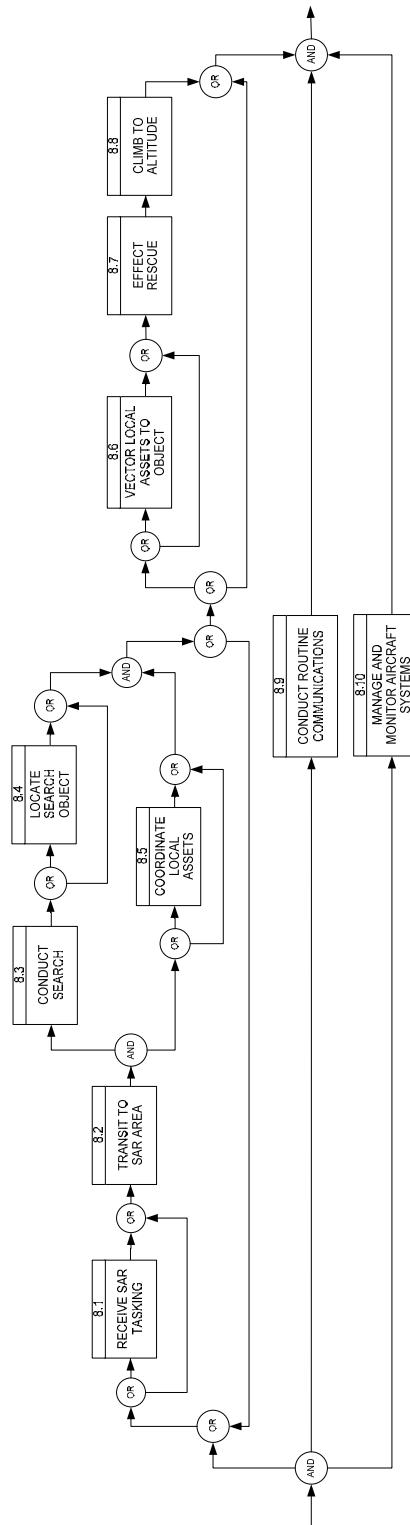 AND
OR
OR
8.1
RECEIVE SAR
TASKING
OR
8.2
TRANSIT TO
SAR AREA
AND
8.3
CONDUCT
SEARCH
OR
8.4
LOCATE
SEARCH
OBJECT
OR
OR
8.5
COORDINATE
LOCAL
ASSETS
OR
AND
OR
OR
OR
8.6
VECTOR LOCAL
ASSETS TO
OBJECT
OR
8.7
EFFECT
RESCUE
8.8
CLIMB TO
ALTITUDE
OR
8.9
CONDUCT ROUTINE
COMMUNICATIONS
8.10
MANAGE AND
MONITOR AIRCRAFT
SYSTEMS
AND